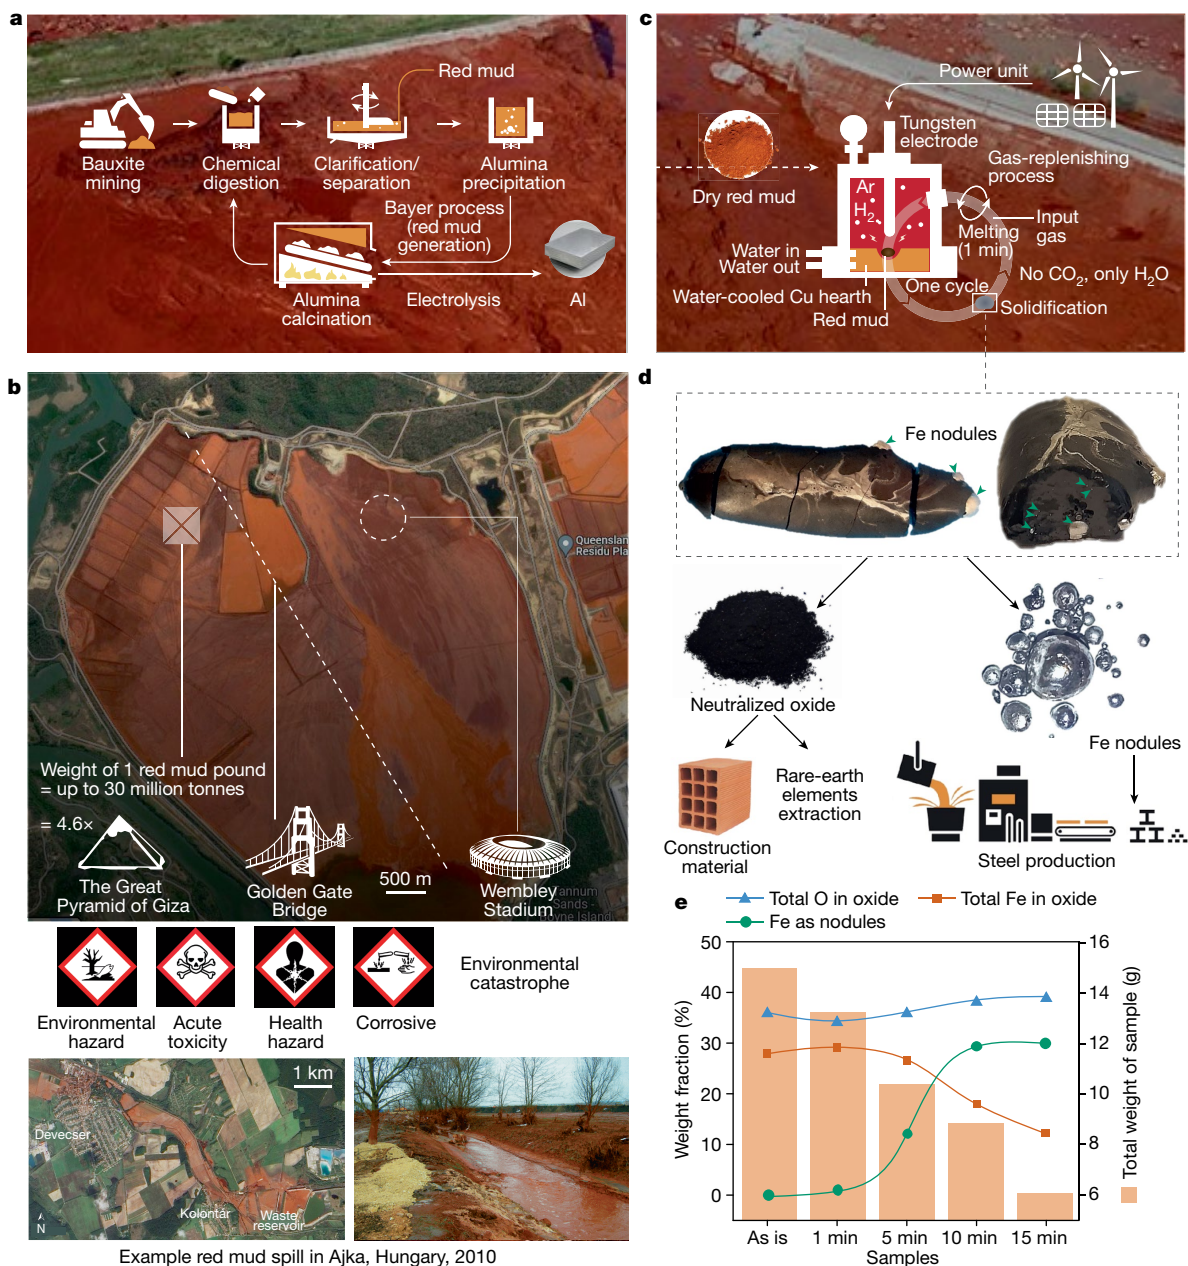 a
Red mud
Bauxite
mining
Chemical
digestion
Clarification/
separation
Alumina
precipitation
Bayer process
(red mud
generation)
Alumina
calcination
Electrolysis
Al
b
Queenslan
Residu Pla
Weight of 1 red mud pound
= up to 30 million tonnes
= 4.6×
The Great
Pyramid of Giza
Golden Gate
Bridge
500 m
Wembley
Stadium
Sands -
Boyne Island
Environmental
hazard
Acute
toxicity
Health
hazard
Corrosive
Environmental
catastrophe
1 km
Devecser
Kolontár
Waste
reservoir
N
Example red mud spill in Ajka, Hungary, 2010
c
Power unit
Tungsten
electrode
Gas-replenishing
process
Dry red mud
Ar
H2
Melting
(1 min)
Input
gas
Water in
Water out
No CO2, only H2O
One cycle
Water-cooled Cu hearth
Red mud
Solidification
d
Fe nodules
Neutralized oxide
Fe nodules
Construction
material
Rare-earth
elements
extraction
Steel production
e
Total O in oxide
Total Fe in oxide
Fe as nodules
Weight fraction (%)
50
40
30
20
10
0
16
14
12
10
8
6
Total weight of sample (g)
As is
1 min
5 min
10 min
15 min
Samples